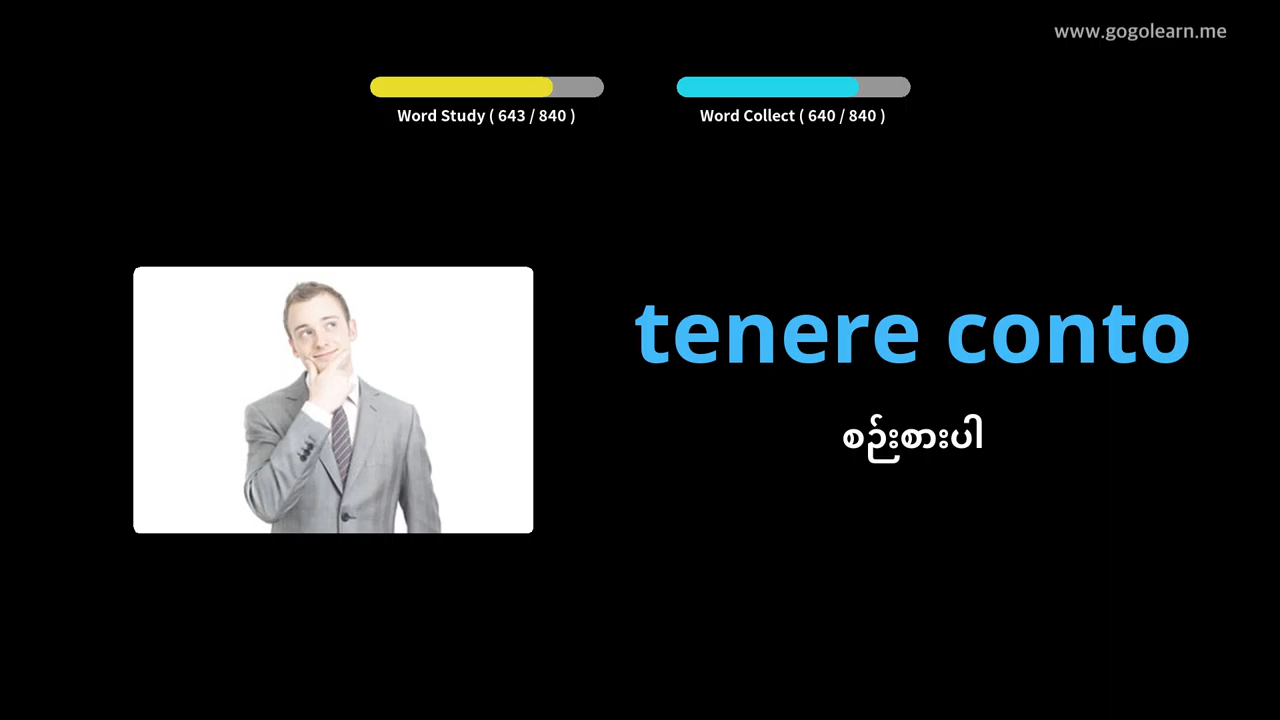 www.gogolearn.me
Word Study ( 643 / 840 )
Word Collect ( 640 / 840 )
tenere conto
စဉ်းစားပါ